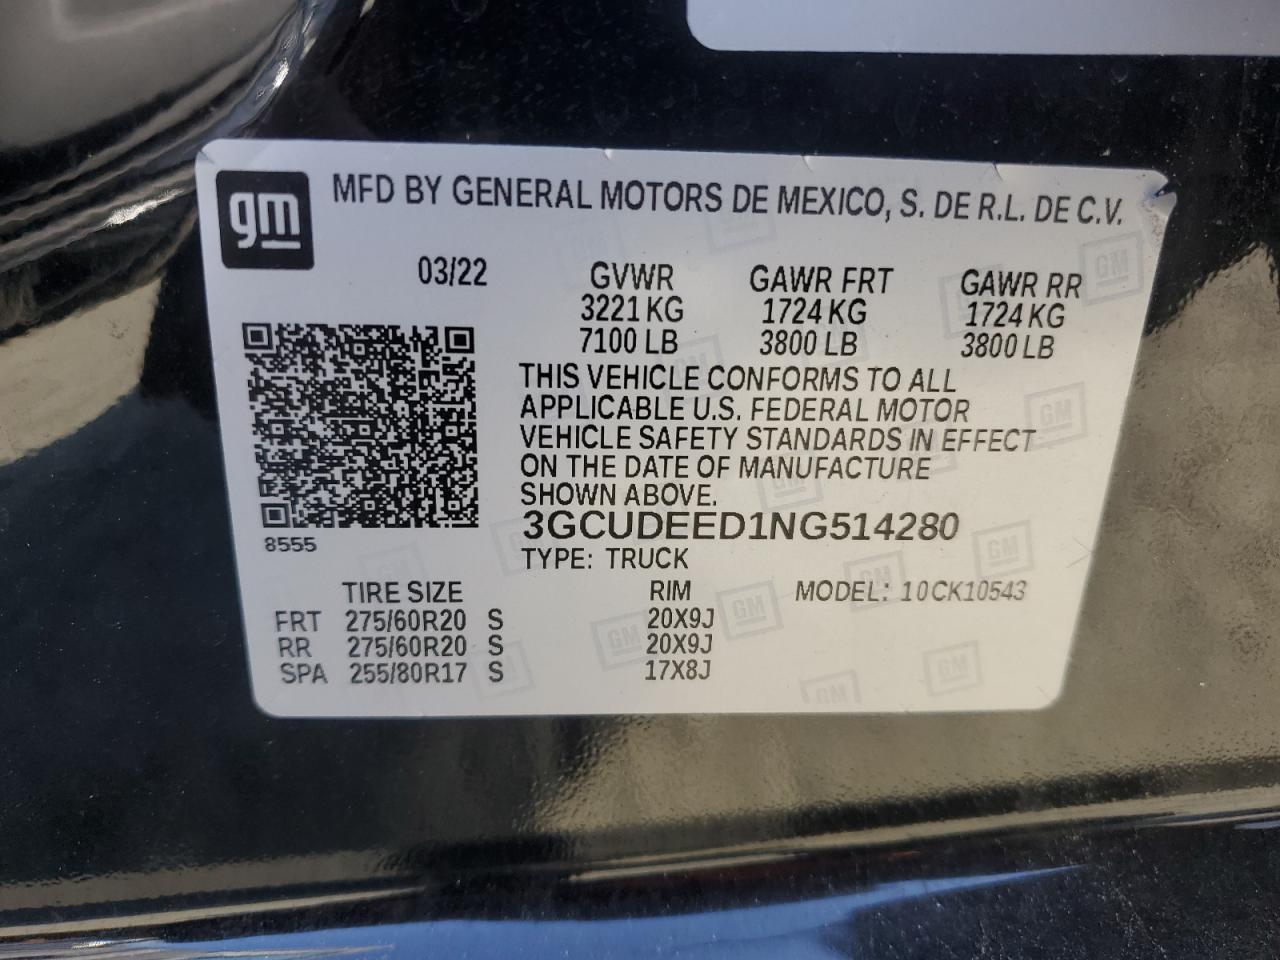 gm
MFD BY GENERAL MOTORS DE MEXICO, S. DE R.L. DE C.V.
03/22 GVWR GAWR FRT GAWR RR
3221 KG 1724 KG 1724 KG
7100 LB 3800 LB 3800 LB
THIS VEHICLE CONFORMS TO ALL
APPLICABLE U.S. FEDERAL MOTOR
VEHICLE SAFETY STANDARDS IN EFFECT
ON THE DATE OF MANUFACTURE
SHOWN ABOVE.
3GCUDEED1NG514280
8555
TYPE: TRUCK
TIRE SIZE RIM MODEL: 10CK10543
FRT 275/60R20 S 20X9J
RR 275/60R20 S 20X9J
SPA 255/80R17 S 17X8J